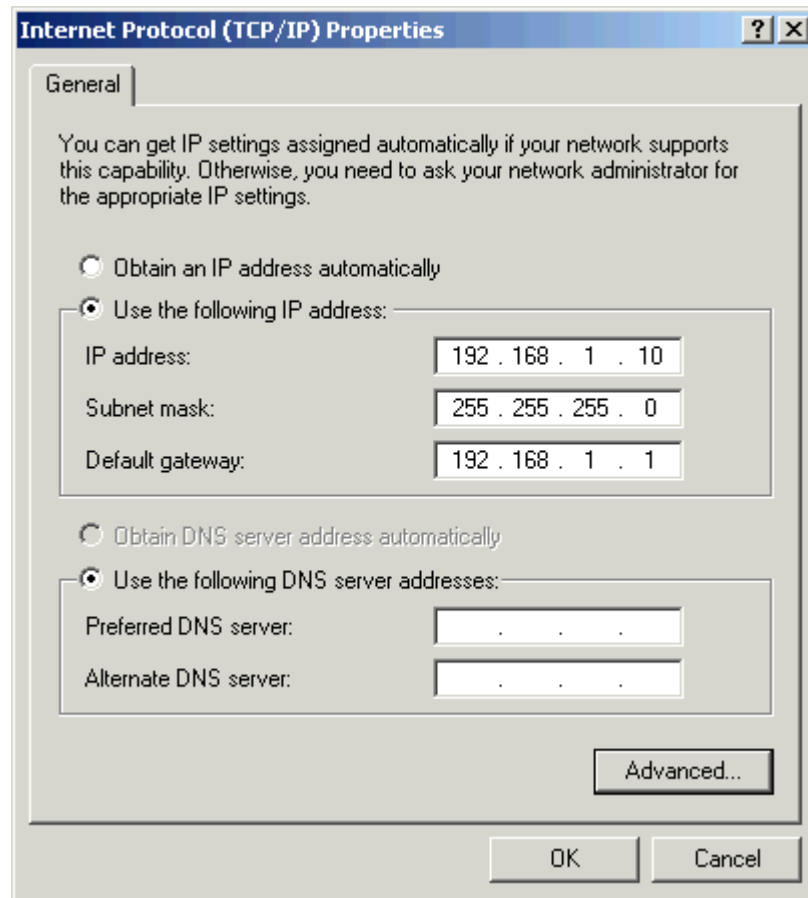 Internet Protocol (TCP/IP) Properties
General
You can get IP settings assigned automatically if your network supports
this capability. Otherwise, you need to ask your network administrator for
the appropriate IP settings.
Obtain an IP address automatically
Use the following IP address:
IP address: 192 . 168 . 1 . 10
Subnet mask: 255 . 255 . 255 . 0
Default gateway: 192 . 168 . 1 . 1
Obtain DNS server address automatically
Use the following DNS server addresses:
Preferred DNS server: . . .
Alternate DNS server: . . .
Advanced...
OK Cancel